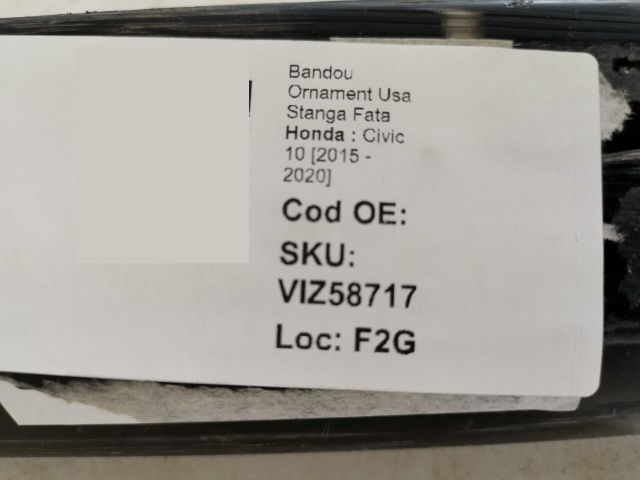 Bandou
Ornament Usa
Stanga Fata
Honda : Civic
10 [2015 -
2020]
Cod OE:
SKU:
VIZ58717
Loc: F2G